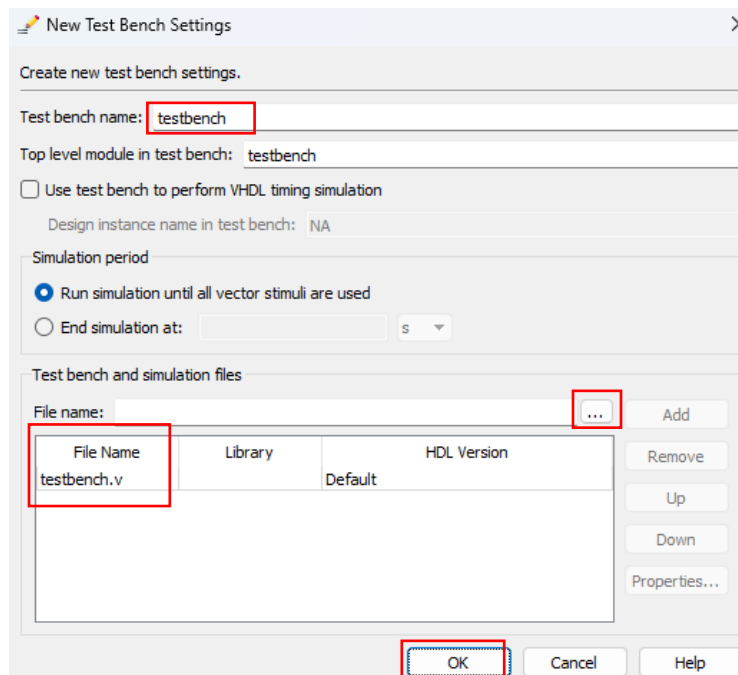 New Test Bench Settings
Create new test bench settings.
Test bench name: testbench
Top level module in test bench: testbench
Use test bench to perform VHDL timing simulation
Design instance name in test bench: NA
Simulation period
Run simulation until all vector stimuli are used
End simulation at: s
Test bench and simulation files
File name: ... Add
File Name Library HDL Version Remove
testbench.v Default
Up
Down
Properties...
OK Cancel Help